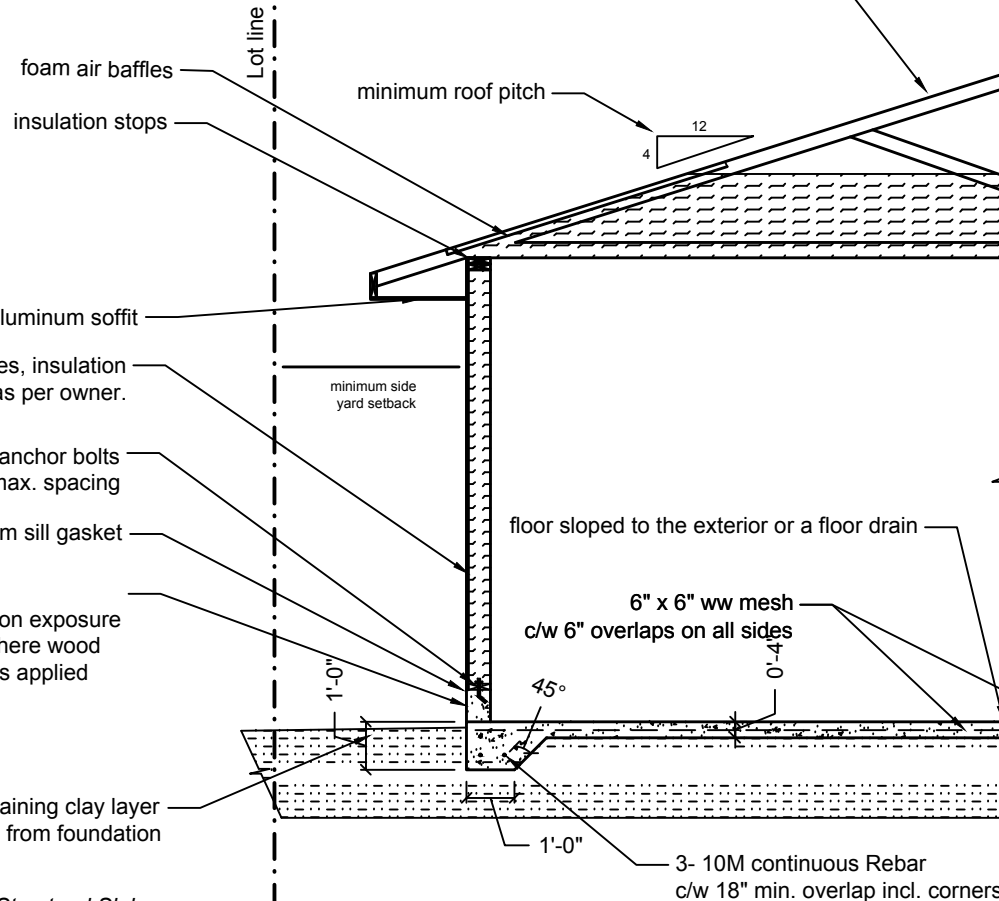 Lot line
foam air baffles
insulation stops
minimum roof pitch
12
4
luminum soffit
es, insulation
as per owner.
minimum side
yard setback
anchor bolts
max. spacing
m sill gasket
floor sloped to the exterior or a floor drain
on exposure
here wood
s applied
6" x 6" ww mesh
c/w 6" overlaps on all sides
1'-0"
45°
0'-4"
aining clay layer
from foundation
1'-0"
3- 10M continuous Rebar
c/w 18" min. overlap incl. corners